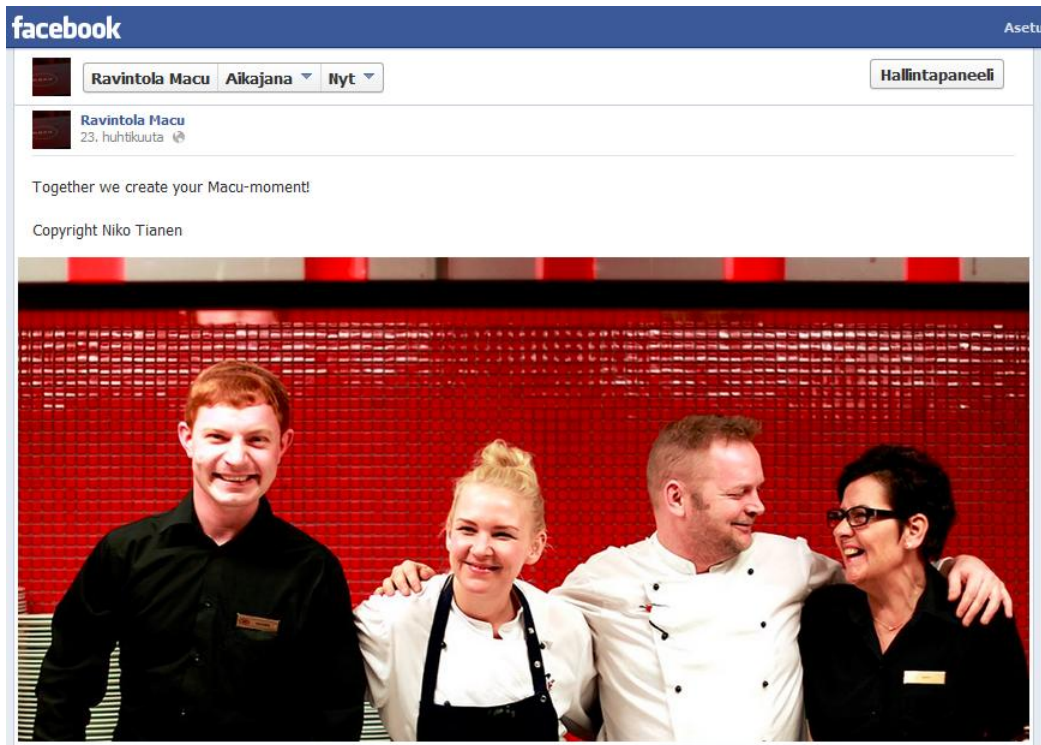 facebook
Asetu
Ravintola Macu Aikajana Nyt
Hallintapaneeli
Ravintola Macu
23. huhtikuuta
Together we create your Macu-moment!
Copyright Niko Tianen